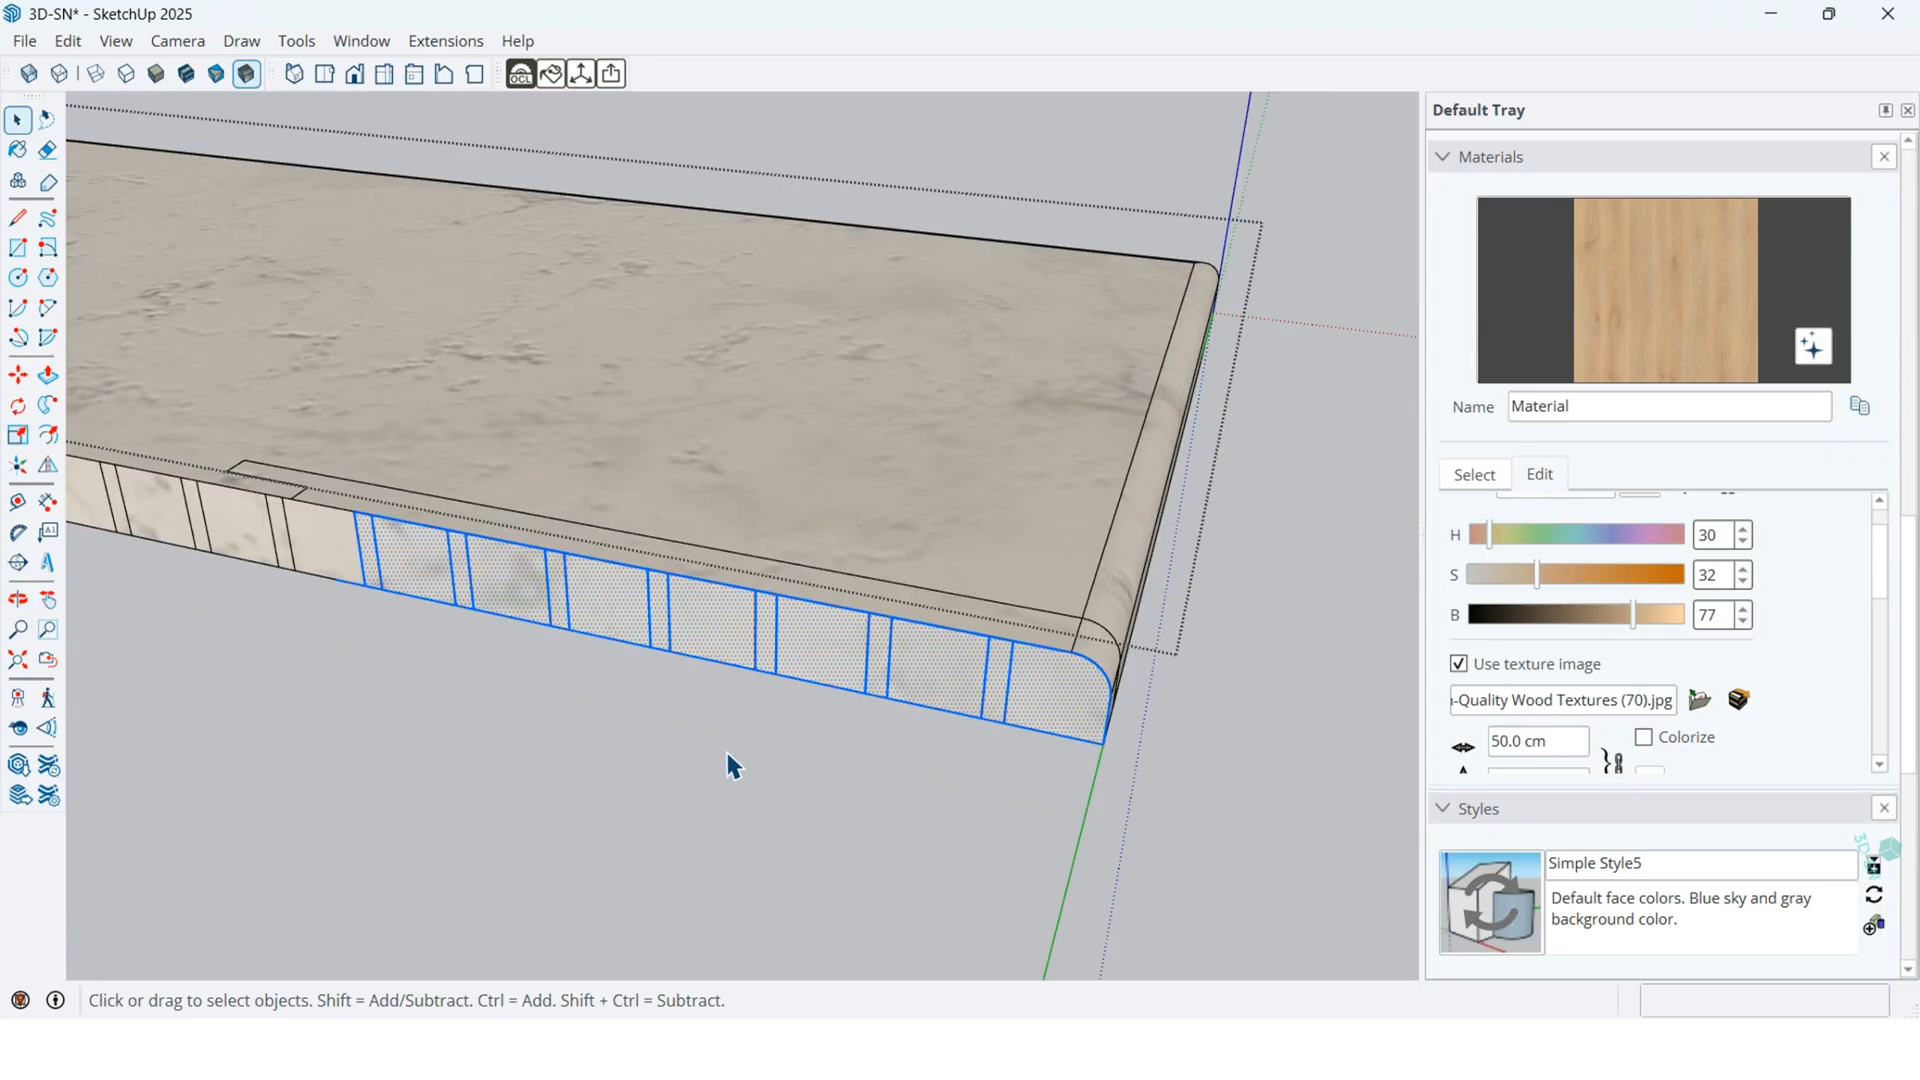 3D-SN* - SketchUp 2025
File Edit View Camera Draw Tools Window Extensions Help
OCL
Default Tray
Materials
Name Material
Select Edit
H 30
S 32
B 77
Use texture image
-Quality Wood Textures (70).jpg
50.0 cm Colorize
Styles
Simple Style5
Default face colors. Blue sky and gray
background color.
Click or drag to select objects. Shift = Add/Subtract. Ctrl = Add. Shift + Ctrl = Subtract.